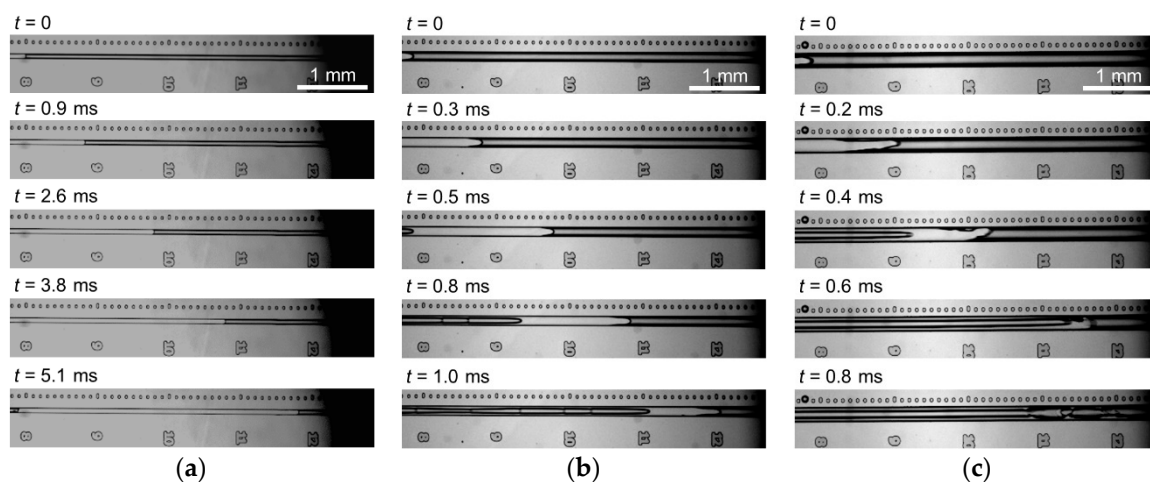 t = 0
1 mm
t = 0.9 ms
t = 2.6 ms
t = 3.8 ms
t = 5.1 ms
(a)
t = 0
1 mm
t = 0.3 ms
t = 0.5 ms
t = 0.8 ms
t = 1.0 ms
(b)
t = 0
1 mm
t = 0.2 ms
t = 0.4 ms
t = 0.6 ms
t = 0.8 ms
(c)